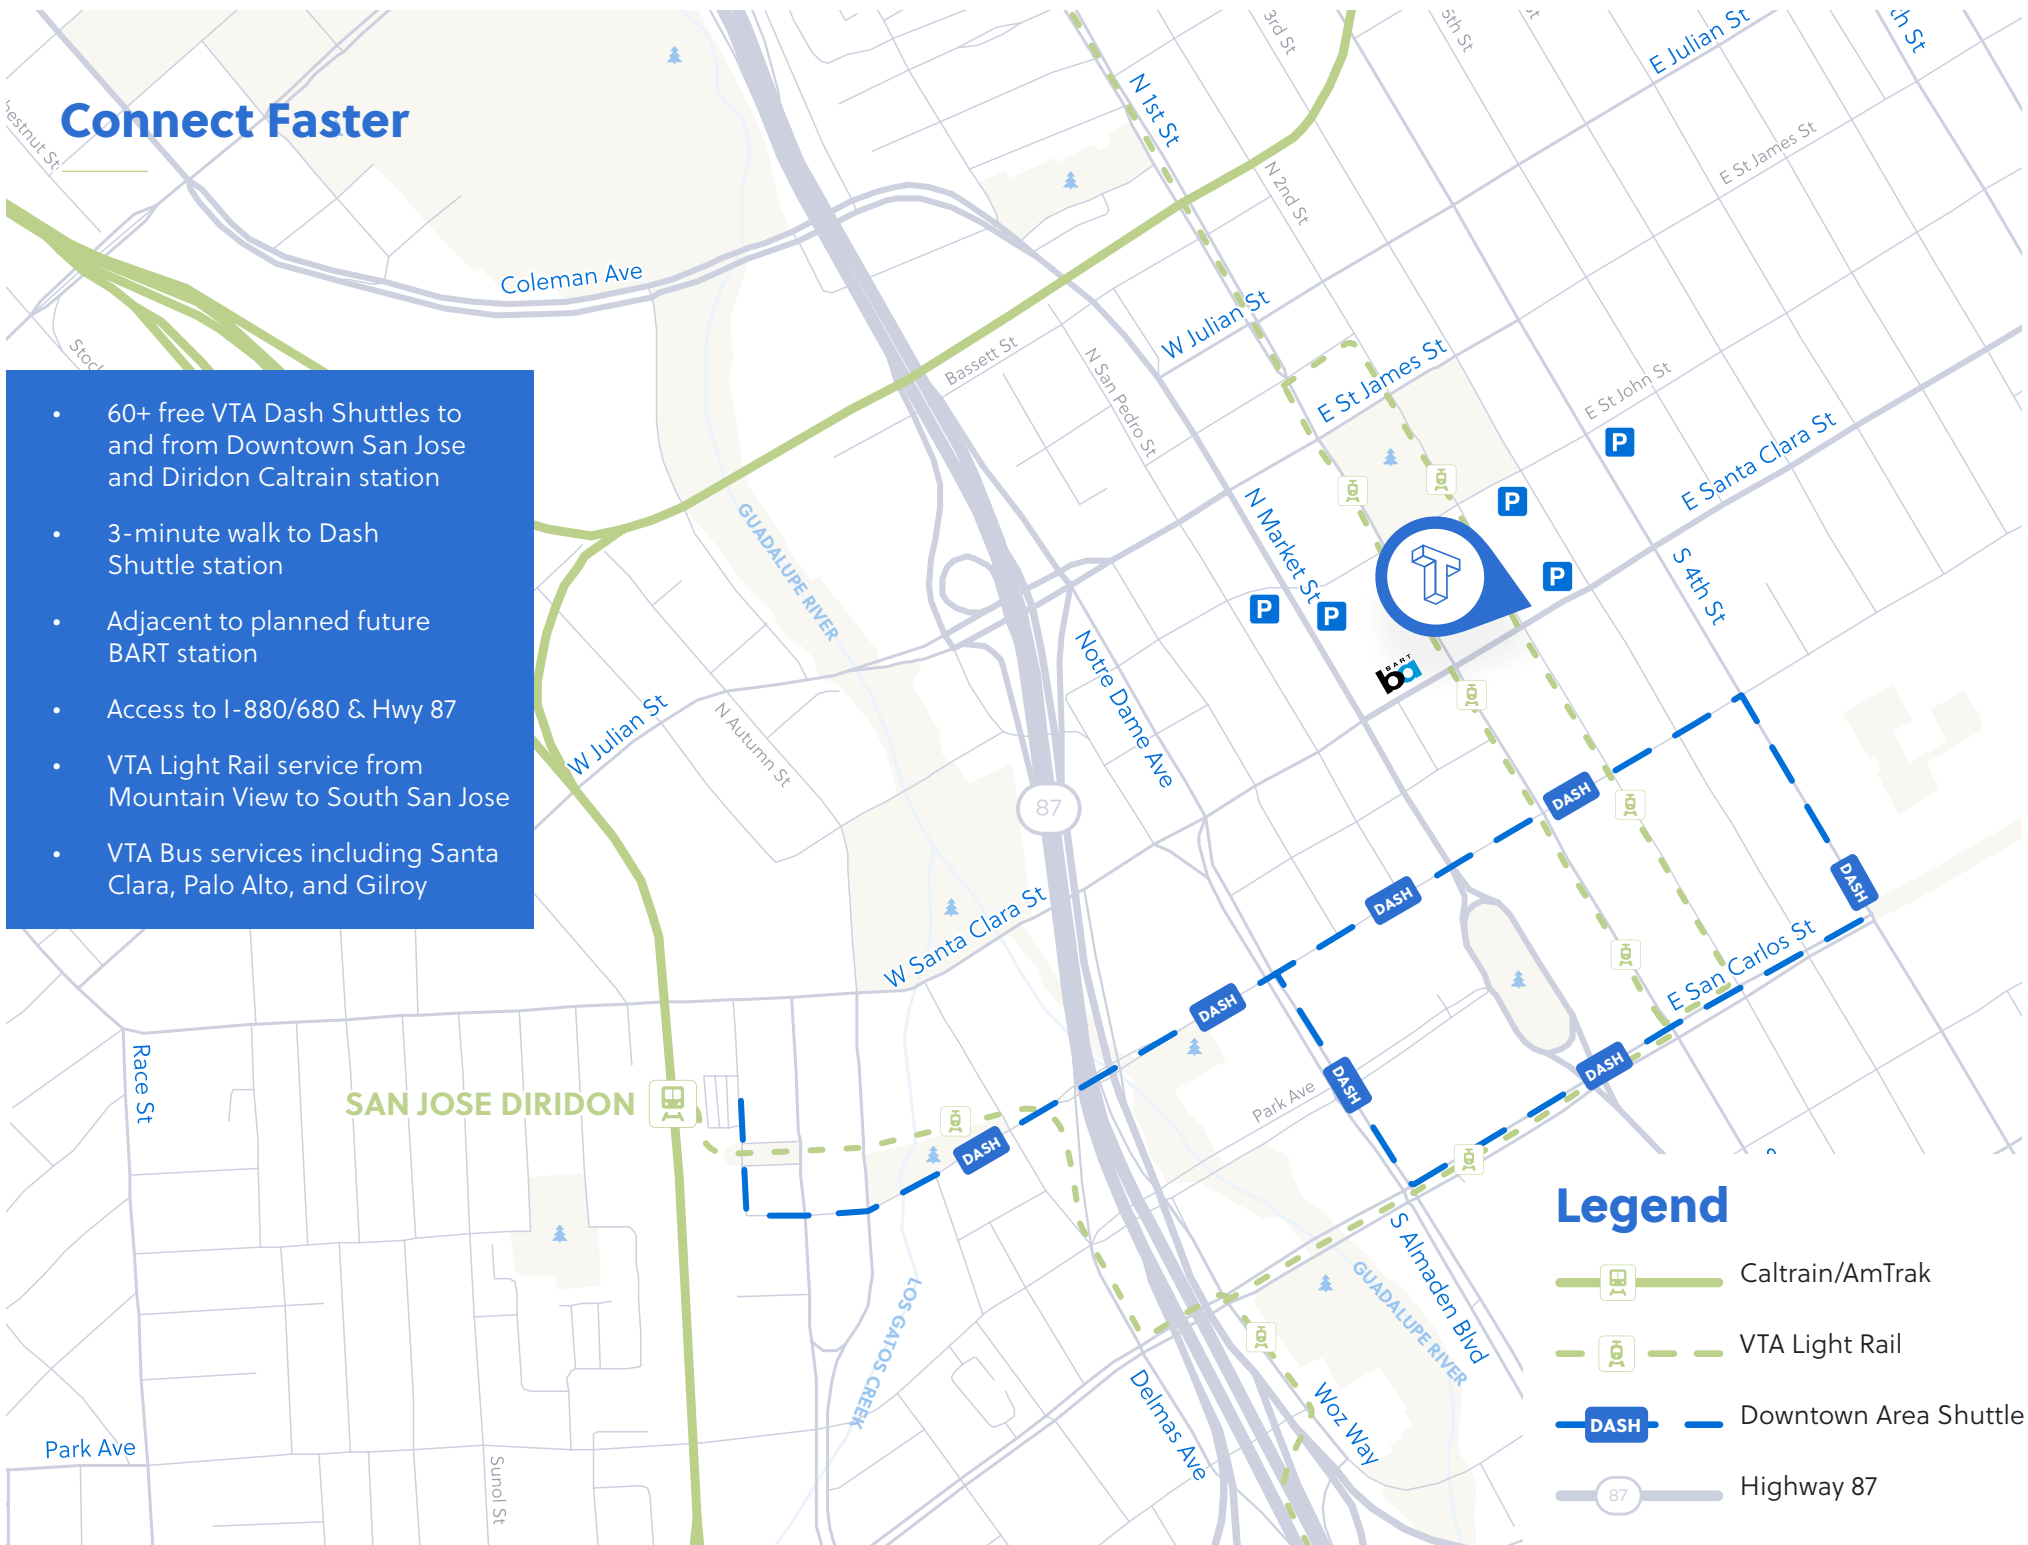 Connect Faster
• 60+ free VTA Dash Shuttles to
and from Downtown San Jose
and Diridon Caltrain station
• 3-minute walk to Dash
Shuttle station
• Adjacent to planned future
BART station
• Access to I-880/680 & Hwy 87
• VTA Light Rail service from
Mountain View to South San Jose
• VTA Bus services including Santa
Clara, Palo Alto, and Gilroy
Coleman Ave
N 1st St
3rd St
5th St
E Julian St
N 2nd St
E St James St
W Julian St
E St James St
Bassett St
N San Pedro St
E St John St
E Santa Clara St
P
P
P
P
P
N Market St
S 4th St
BART
ba
GUADALUPE RIVER
Notre Dame Ave
W Julian St
N Autumn St
87
DASH
DASH
DASH
DASH
DASH
DASH
DASH
W Santa Clara St
E San Carlos St
Race St
SAN JOSE DIRIDON
Park Ave
S Almaden Blvd
GUADALUPE RIVER
LOS GATOS CREEK
Delmas Ave
Woz Way
Park Ave
Sunol St
Legend
Caltrain/AmTrak
VTA Light Rail
DASH
Downtown Area Shuttle
87
Highway 87